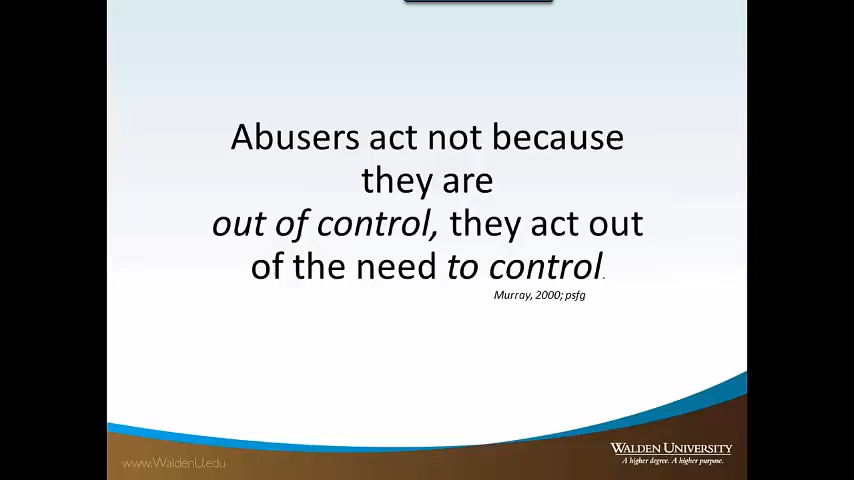 Abusers act not because
they are
out of control, they act out
of the need to control.
Murray, 2000; psfg
www.WaldenU.edu
WALDEN UNIVERSITY
A higher degree. A higher purpose.